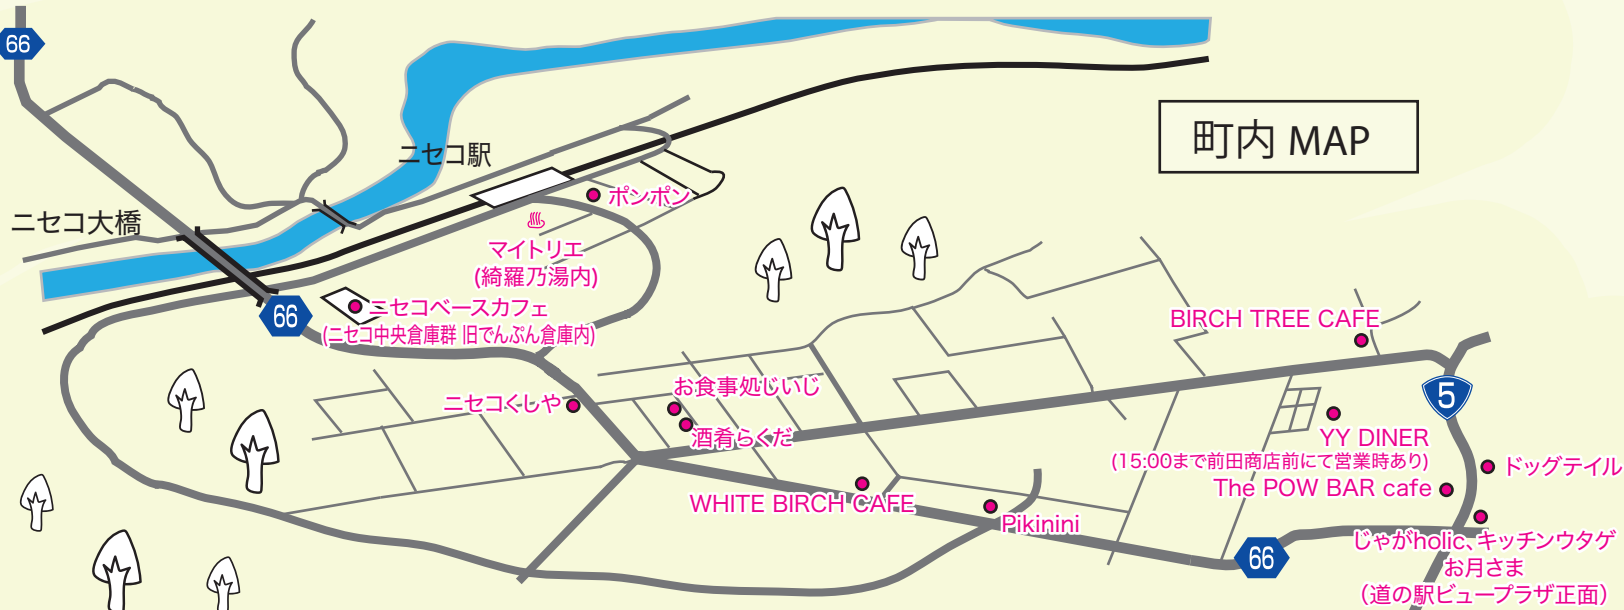 66
町内 MAP
ニセコ駅
ポンポン
ニセコ大橋
マイトリエ
(綺羅乃湯内)
ニセコベースカフェ
(ニセコ中央倉庫群 旧でんぷん倉庫内)
66
BIRCH TREE CAFE
お食事処じいじ
ニセコくしや
酒肴らくだ
5
YY DINER
(15:00まで前田商店前にて営業時あり)
ドッグテイル
The POW BAR cafe
WHITE BIRCH CAFE
Pikinini
66
じゃがholic、キッチンウタゲ
お月さま
（道の駅ビュープラザ正面）